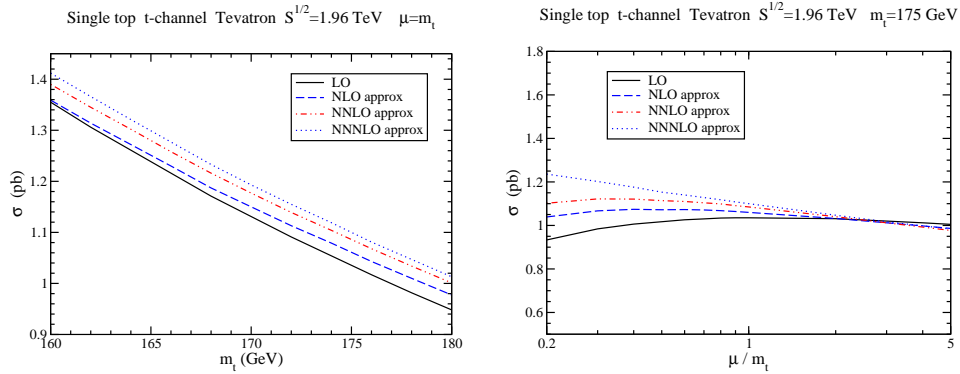 Single top t-channel Tevatron S^1/2=1.96 TeV μ=m_t
σ (pb)
1.4
1.3
1.2
1.1
1
0.9
LO
NLO approx
NNLO approx
NNNLO approx
160 165 170 175 180
m_t (GeV)
Single top t-channel Tevatron S^1/2=1.96 TeV m_t=175 GeV
σ (pb)
1.8
1.6
1.4
1.2
1.0
0.8
0.6
LO
NLO approx
NNLO approx
NNNLO approx
0.2 1 5
μ / m_t